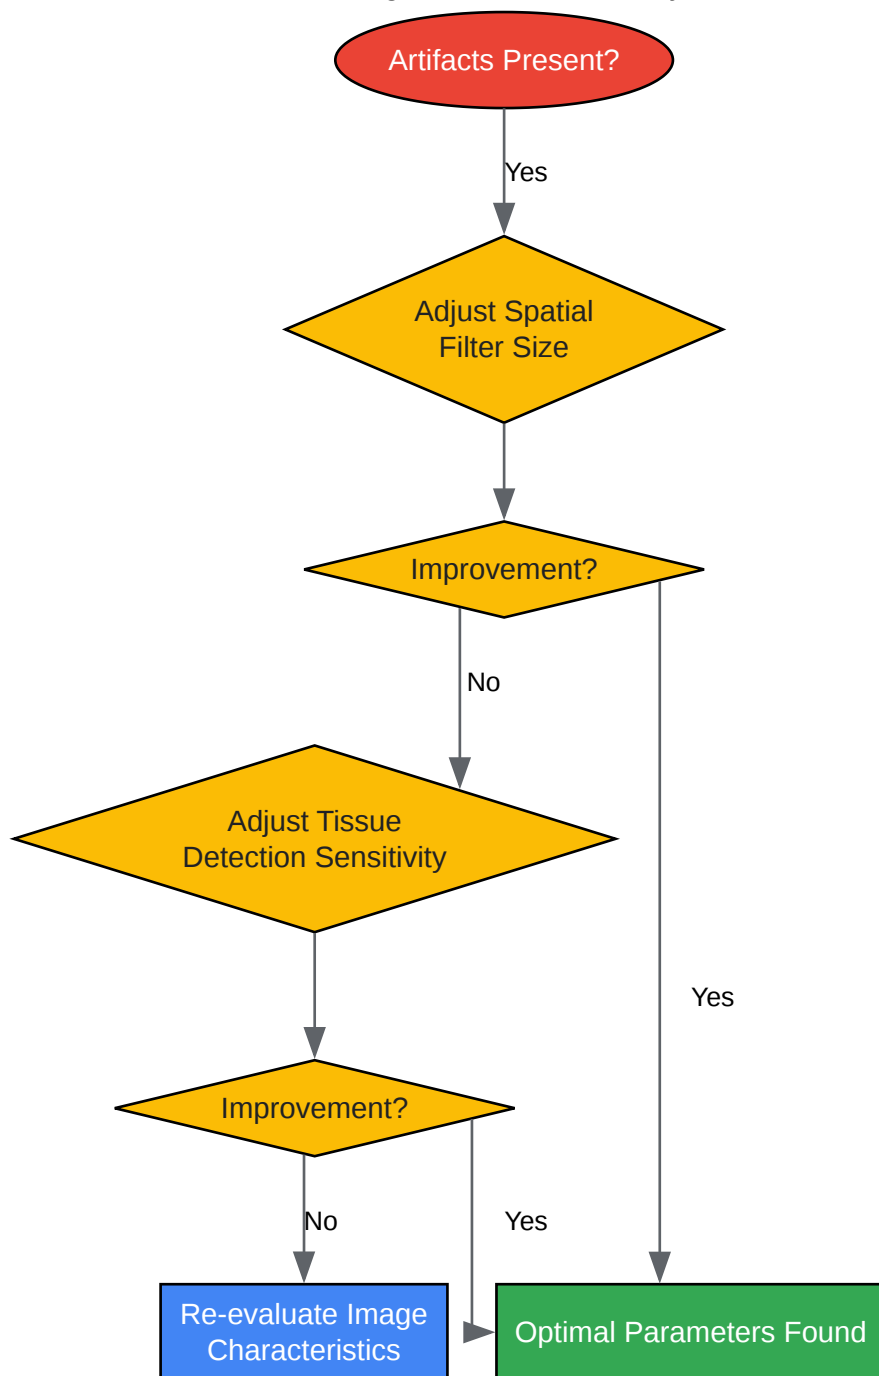 Artifacts Present?
Yes
Adjust Spatial
Filter Size
Improvement?
No
Adjust Tissue
Detection Sensitivity
Yes
Improvement?
No
Yes
Re-evaluate Image
Characteristics
Optimal Parameters Found